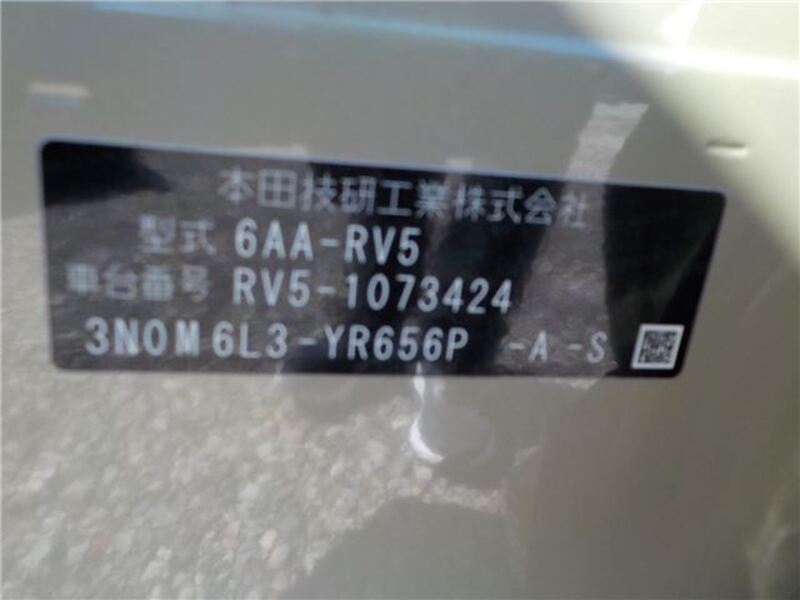 本田技研工業株式会社
型式 6AA-RV5
車台番号 RV5-1073424
3N0M6L3-YR656P -A -S